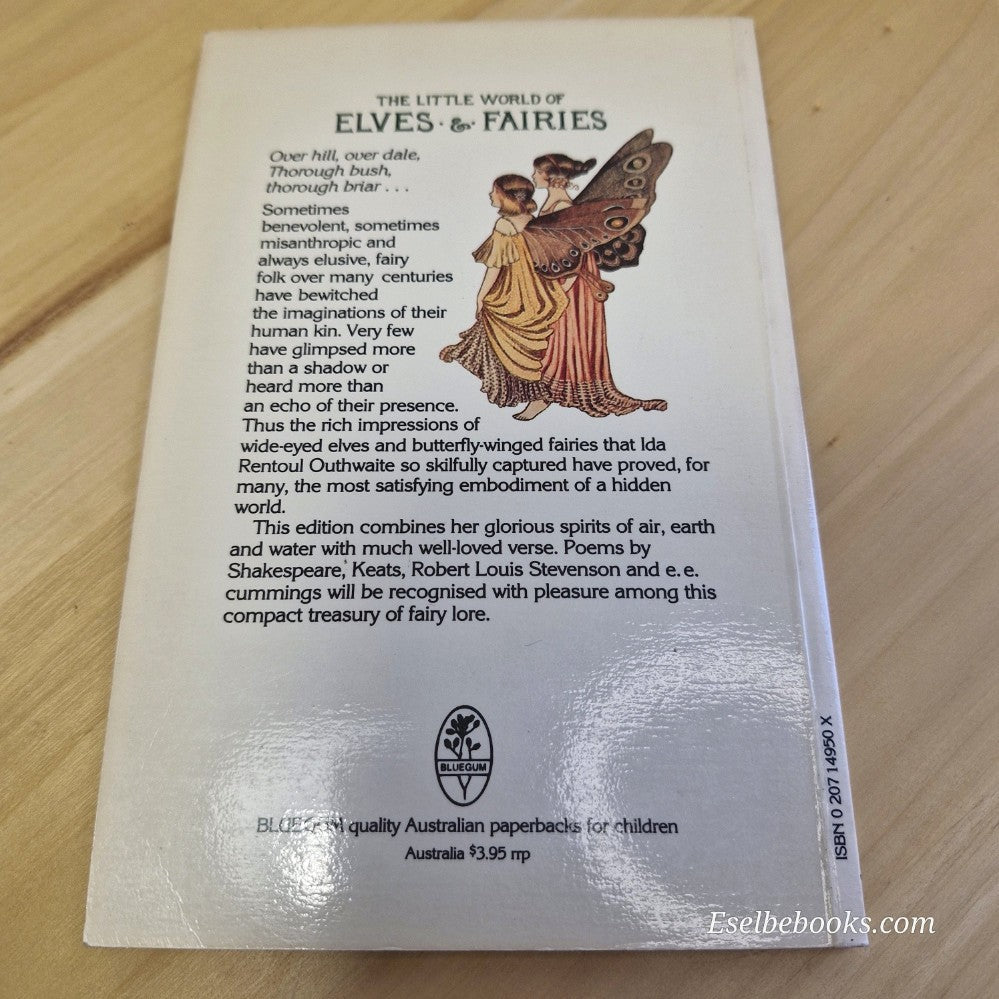 THE LITTLE WORLD OF
ELVES · & · FAIRIES
Over hill, over dale,
Thorough bush,
thorough briar . . .
Sometimes
benevolent, sometimes
misanthropic and
always elusive, fairy
folk over many centuries
have bewitched
the imaginations of their
human kin. Very few
have glimpsed more
than a shadow or
heard more than
an echo of their presence.
Thus the rich impressions of
wide-eyed elves and butterfly-winged fairies that Ida
Rentoul Outhwaite so skilfully captured have proved, for
many, the most satisfying embodiment of a hidden
world.
This edition combines her glorious spirits of air, earth
and water with much well-loved verse. Poems by
Shakespeare, Keats, Robert Louis Stevenson and e.e.
cummings will be recognised with pleasure among this
compact treasury of fairy lore.
BLUEGUM
BLUEGUM quality Australian paperbacks for children
Australia $3.95 rrp
ISBN 0 207 14950 X
Eselbebooks.com